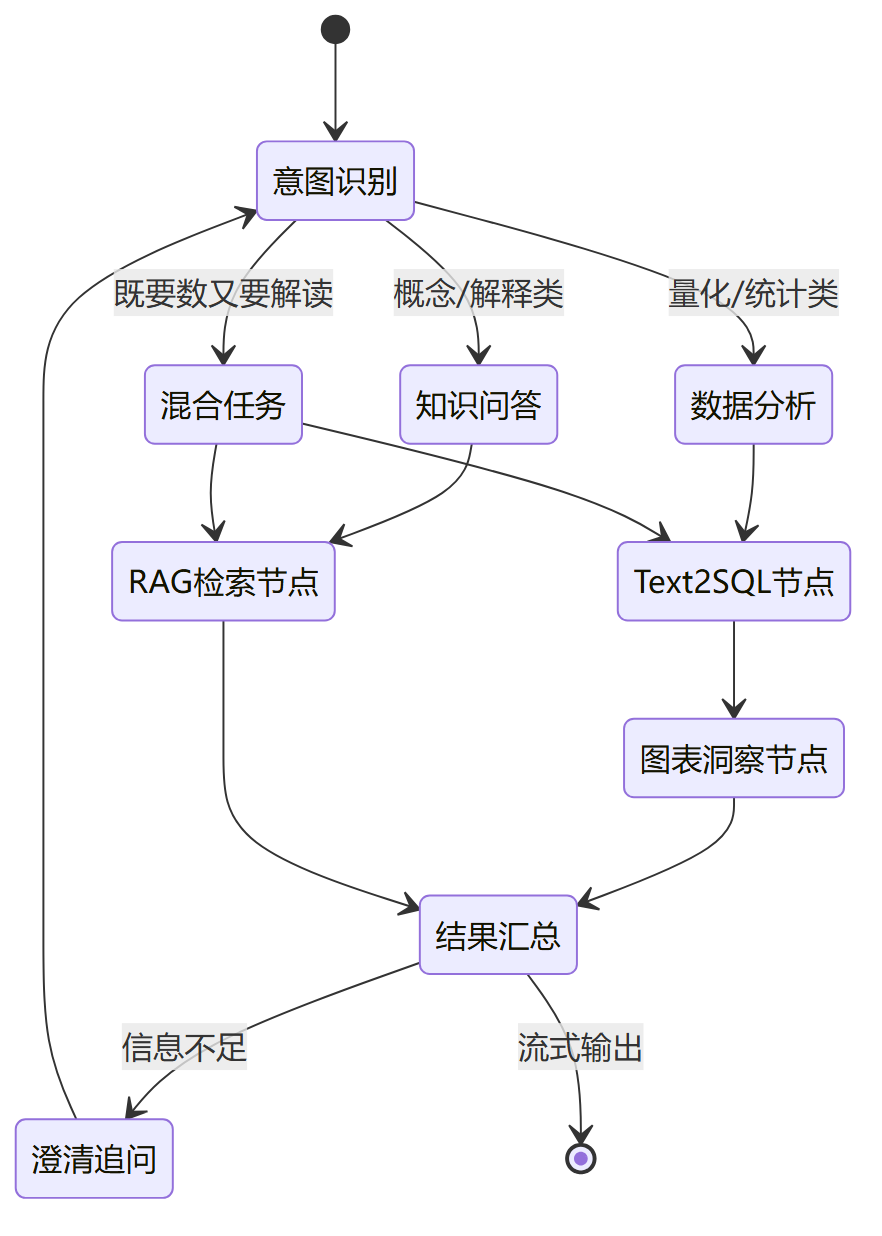 意图识别
既要数又要解读
概念/解释类
量化/统计类
混合任务
知识问答
数据分析
RAG检索节点
Text2SQL节点
图表洞察节点
结果汇总
信息不足
流式输出
澄清追问